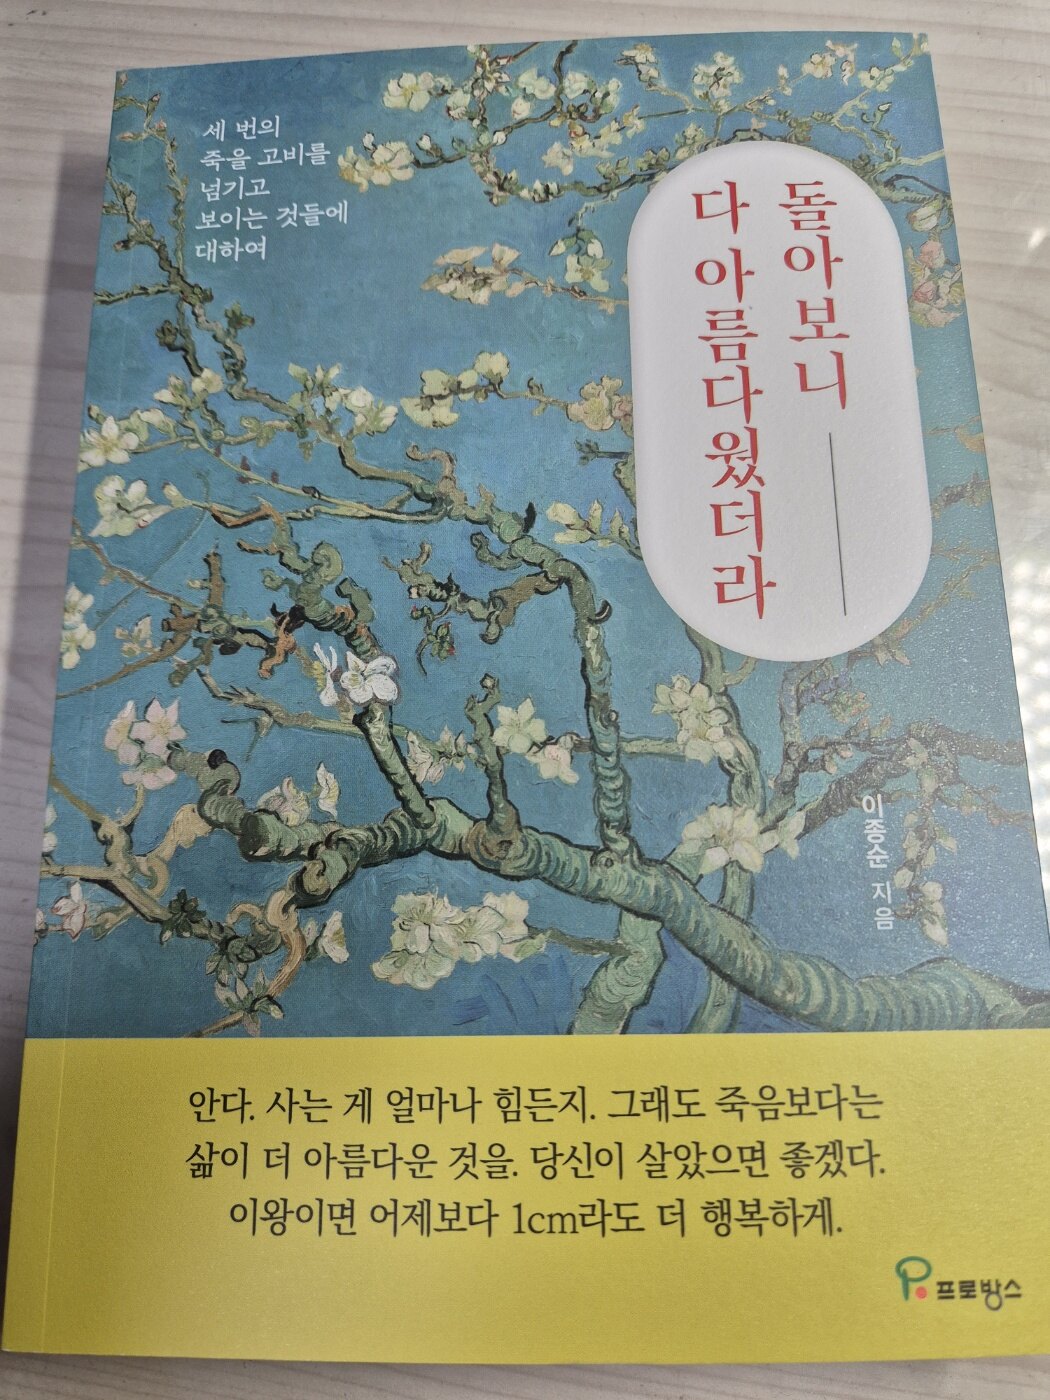 세 번의
죽을 고비를
넘기고
보이는 것들에
대하여
돌아보니
다 아름다웠더라
이종순 지음
안다. 사는 게 얼마나 힘든지. 그래도 죽음보다는
삶이 더 아름다운 것을. 당신이 살았으면 좋겠다.
이왕이면 어제보다 1cm라도 더 행복하게.
P. 프로방스